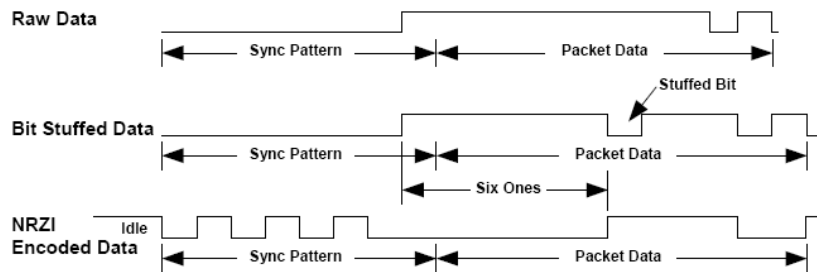 Raw Data
Sync Pattern
Packet Data
Stuffed Bit
Bit Stuffed Data
Sync Pattern
Packet Data
Six Ones
NRZI
Idle
Encoded Data
Sync Pattern
Packet Data